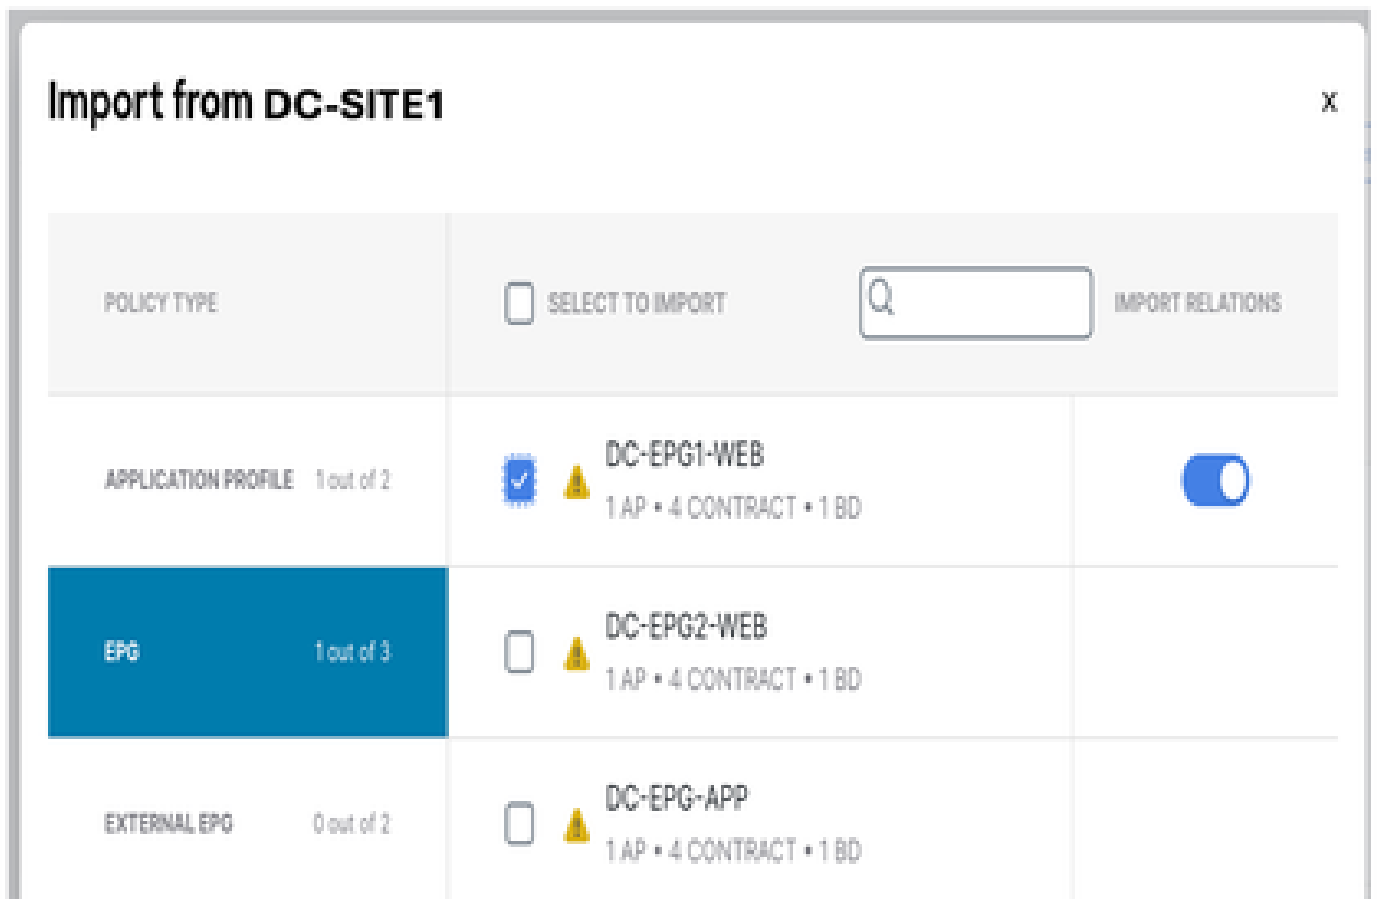 Import from DC-SITE1
X
POLICY TYPE
SELECT TO IMPORT
IMPORT RELATIONS
APPLICATION PROFILE 1 out of 2
DC-EPG1-WEB
1 AP • 4 CONTRACT • 1 BD
EPG 1 out of 3
DC-EPG2-WEB
1 AP • 4 CONTRACT • 1 BD
EXTERNAL EPG 0 out of 2
DC-EPG-APP
1 AP • 4 CONTRACT • 1 BD